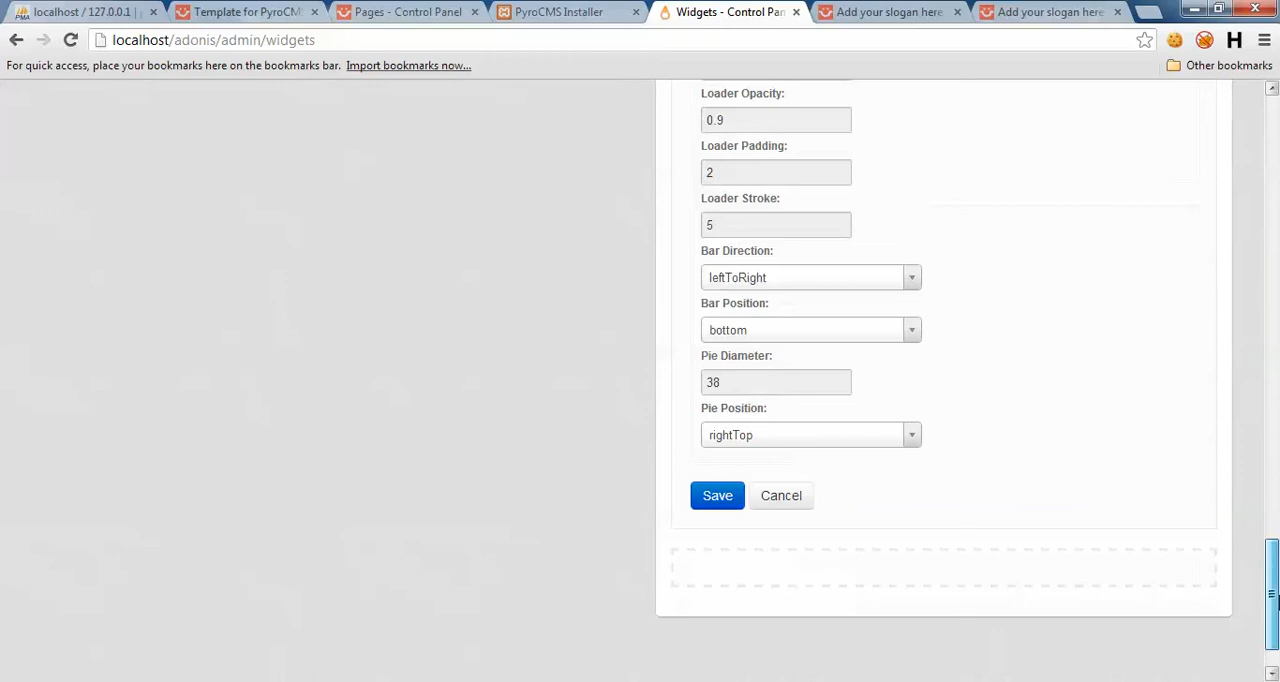 localhost / 127.0.0.1 |
Template for PyroCM
Pages - Control Panel
PyroCMS Installer
Widgets - Control Pan
Add your slogan here
Add your slogan here
localhost/adonis/admin/widgets
For quick access, place your bookmarks here on the bookmarks bar. Import bookmarks now...
Other bookmarks
Loader Opacity:
0.9
Loader Padding:
2
Loader Stroke:
5
Bar Direction:
leftToRight
Bar Position:
bottom
Pie Diameter:
38
Pie Position:
rightTop
Save Cancel